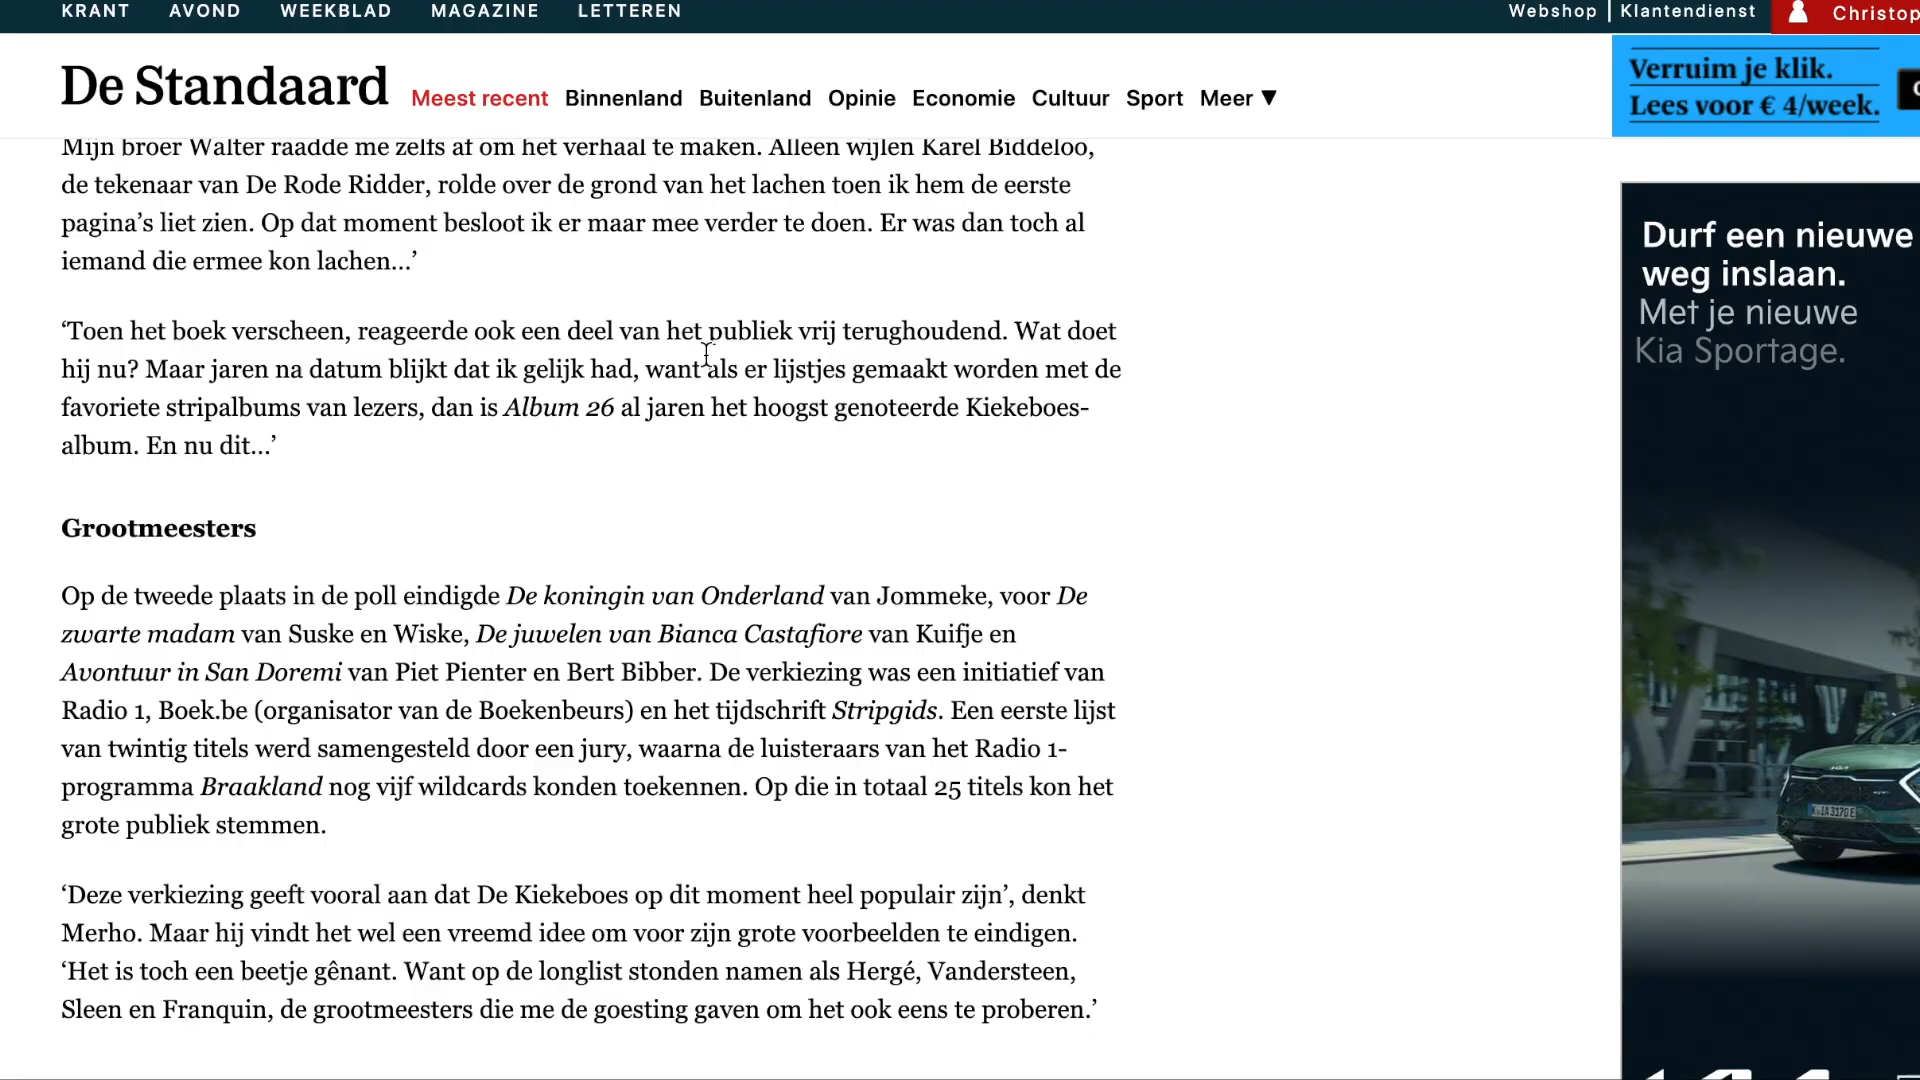 KRANT AVOND WEEKBLAD MAGAZINE LETTEREN Webshop | Klantendienst Christop
De Standaard Meest recent Binnenland Buitenland Opinie Economie Cultuur Sport Meer ▼
Verruim je klik.
Lees voor € 4/week.
Mijn broer Walter raadde me zelfs af om het verhaal te maken. Alleen wijlen Karel Biddeloo,
de tekenaar van De Rode Ridder, rolde over de grond van het lachen toen ik hem de eerste
pagina’s liet zien. Op dat moment besloot ik er maar mee verder te doen. Er was dan toch al
iemand die ermee kon lachen...’
‘Toen het boek verscheen, reageerde ook een deel van het publiek vrij terughoudend. Wat doet
hij nu? Maar jaren na datum blijkt dat ik gelijk had, want als er lijstjes gemaakt worden met de
favoriete stripalbums van lezers, dan is Album 26 al jaren het hoogst genoteerde Kiekeboes-
album. En nu dit...’
Grootmeesters
Op de tweede plaats in de poll eindigde De koningin van Onderland van Jommeke, voor De
zwarte madam van Suske en Wiske, De juwelen van Bianca Castafiore van Kuifje en
Avontuur in San Doremi van Piet Pienter en Bert Bibber. De verkiezing was een initiatief van
Radio 1, Boek.be (organisator van de Boekenbeurs) en het tijdschrift Stripgids. Een eerste lijst
van twintig titels werd samengesteld door een jury, waarna de luisteraars van het Radio 1-
programma Braakland nog vijf wildcards konden toekennen. Op die in totaal 25 titels kon het
grote publiek stemmen.
‘Deze verkiezing geeft vooral aan dat De Kiekeboes op dit moment heel populair zijn’, denkt
Merho. Maar hij vindt het wel een vreemd idee om voor zijn grote voorbeelden te eindigen.
‘Het is toch een beetje gênant. Want op de longlist stonden namen als Hergé, Vandersteen,
Sleen en Franquin, de grootmeesters die me de goesting gaven om het ook eens te proberen.’
Durf een nieuwe
weg inslaan.
Met je nieuwe
Kia Sportage.